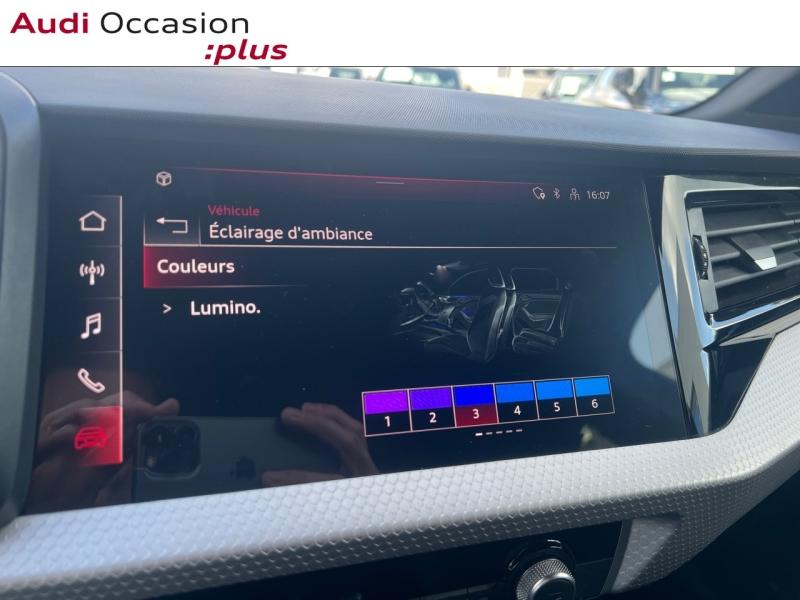 Audi Occasion
:plus
16:07
Véhicule
Éclairage d'ambiance
Couleurs
> Lumino.
1 2 3 4 5 6